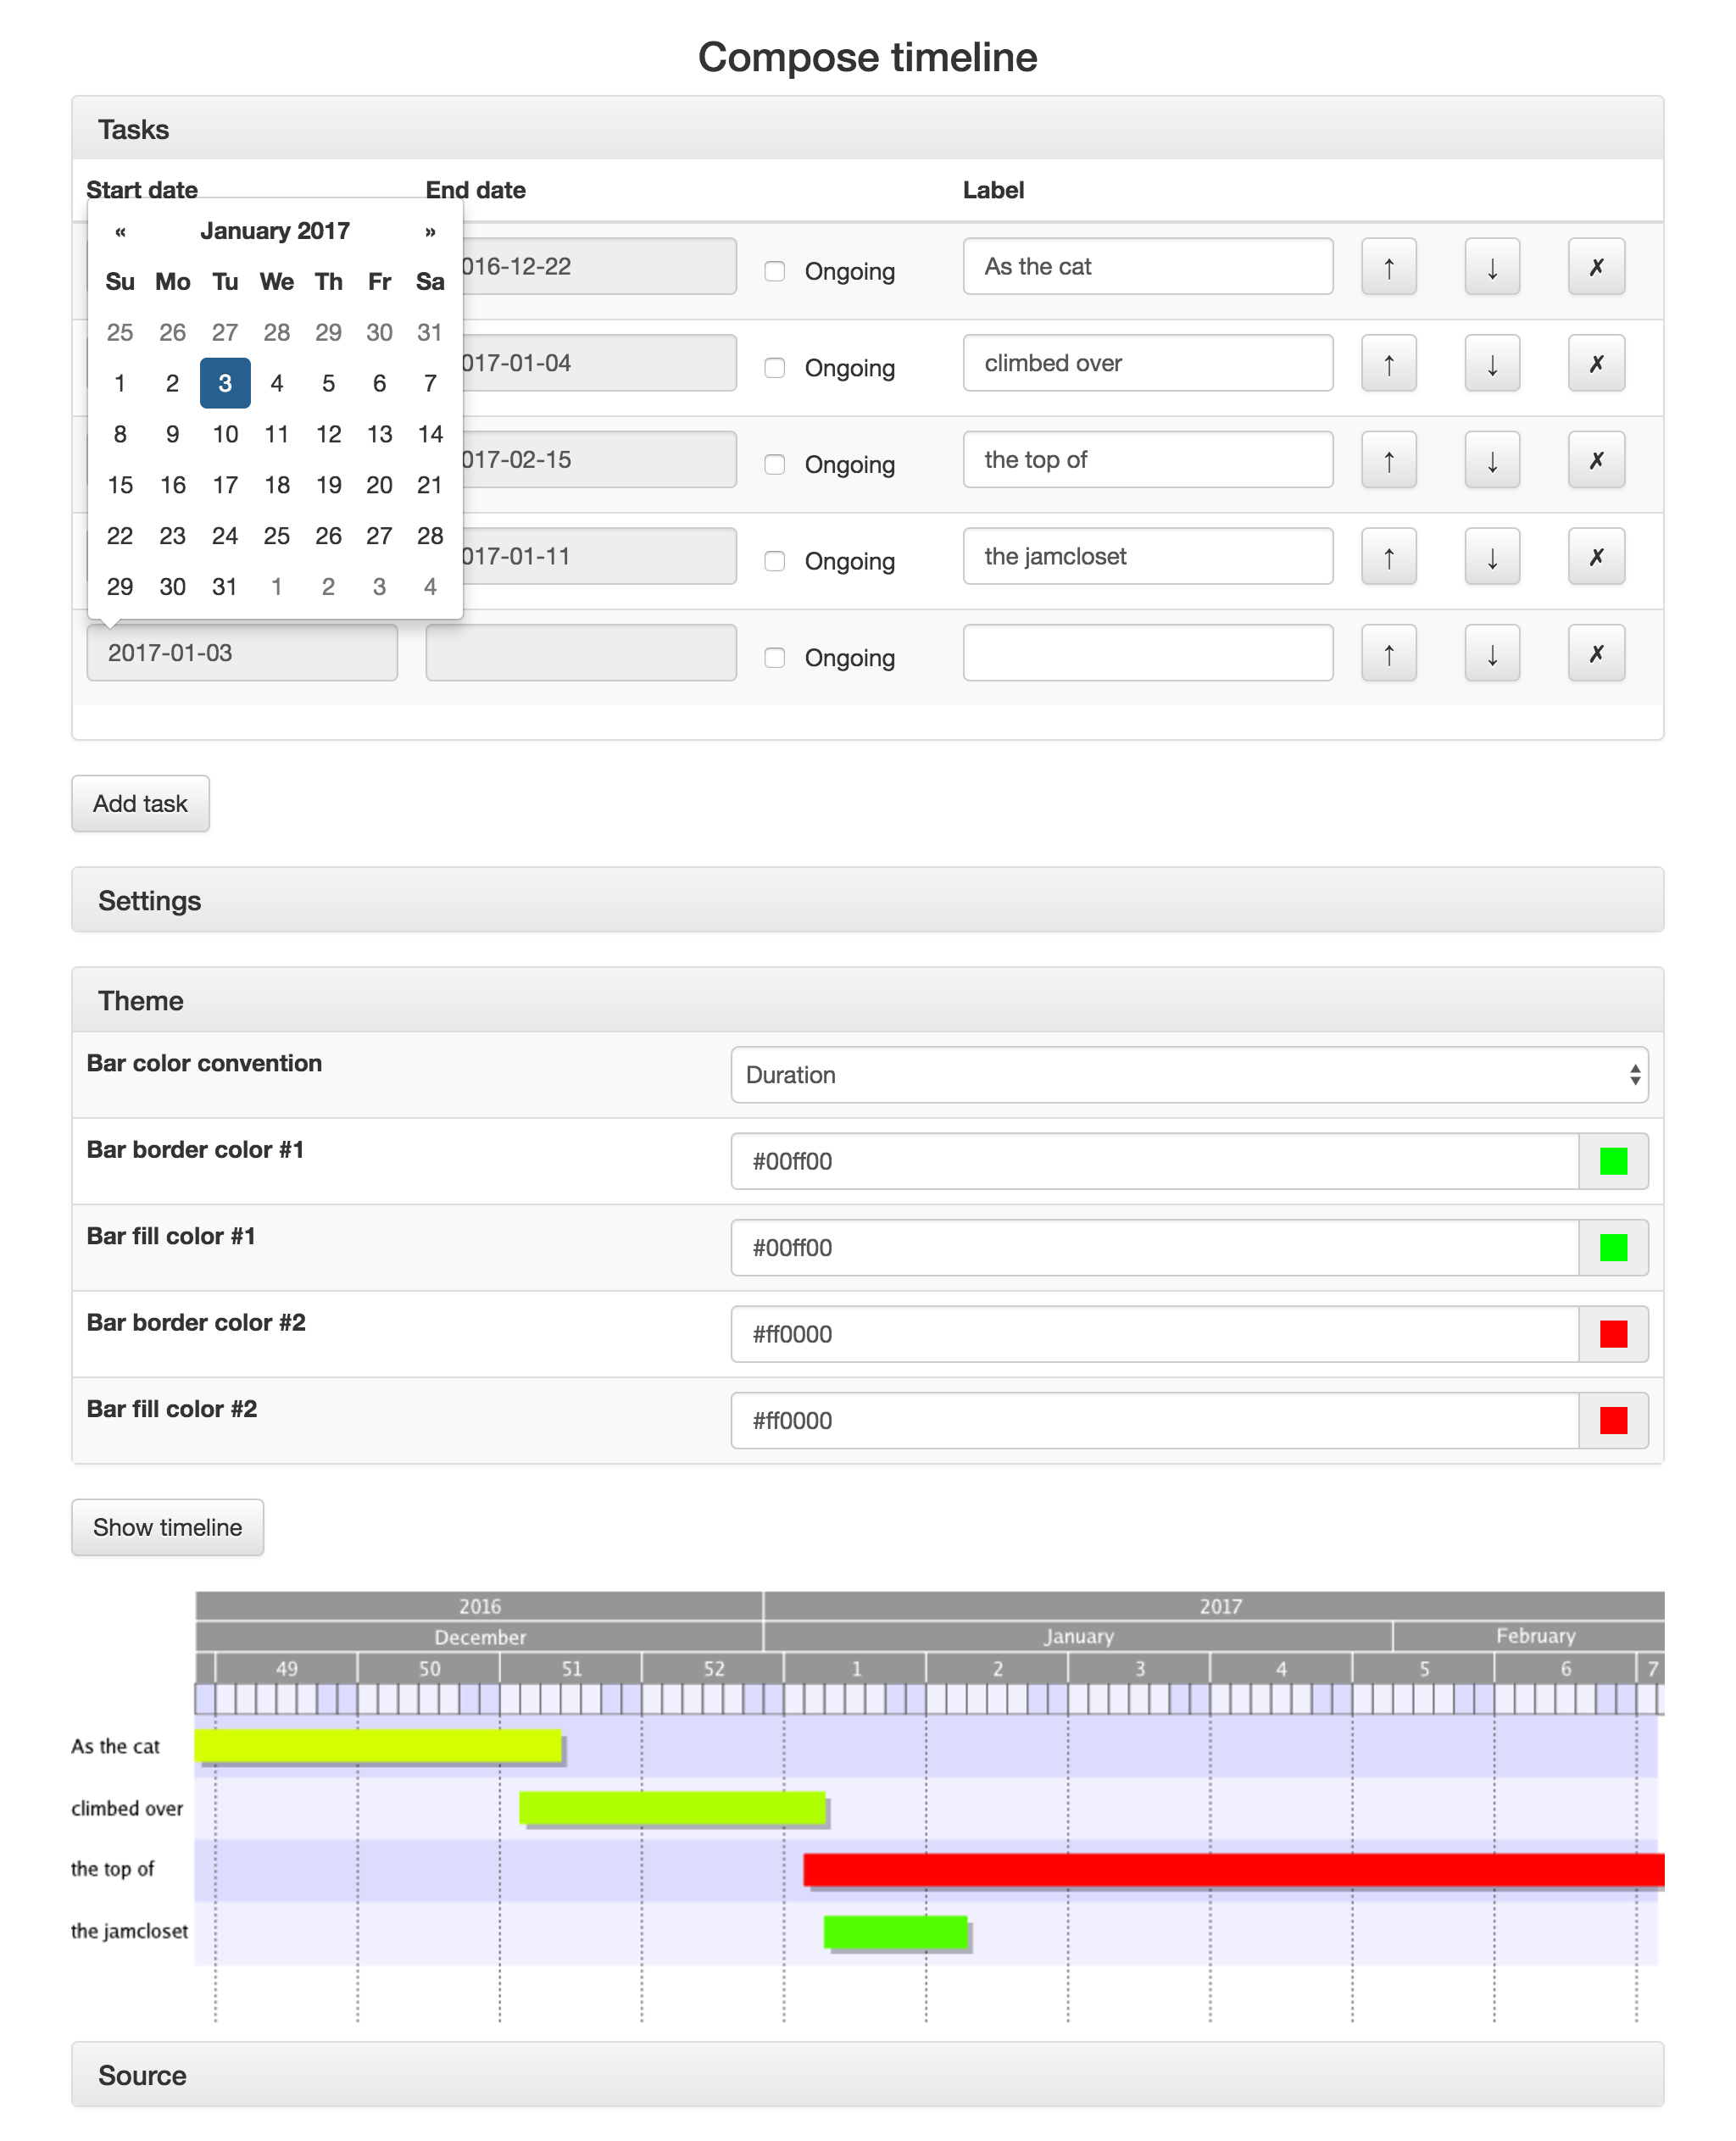 Compose timeline
Tasks
Start date End date Label
« January 2017 »
Su Mo Tu We Th Fr Sa
25 26 27 28 29 30 31
1 2 3 4 5 6 7
8 9 10 11 12 13 14
15 16 17 18 19 20 21
22 23 24 25 26 27 28
29 30 31 1 2 3 4
016-12-22 Ongoing As the cat ↑ ↓ ✗
017-01-04 Ongoing climbed over ↑ ↓ ✗
017-02-15 Ongoing the top of ↑ ↓ ✗
017-01-11 Ongoing the jamcloset ↑ ↓ ✗
2017-01-03 Ongoing ↑ ↓ ✗
Add task
Settings
Theme
Bar color convention Duration
Bar border color #1 #00ff00
Bar fill color #1 #00ff00
Bar border color #2 #ff0000
Bar fill color #2 #ff0000
Show timeline
2016 2017
December January February
49 50 51 52 1 2 3 4 5 6 7
As the cat
climbed over
the top of
the jamcloset
Source